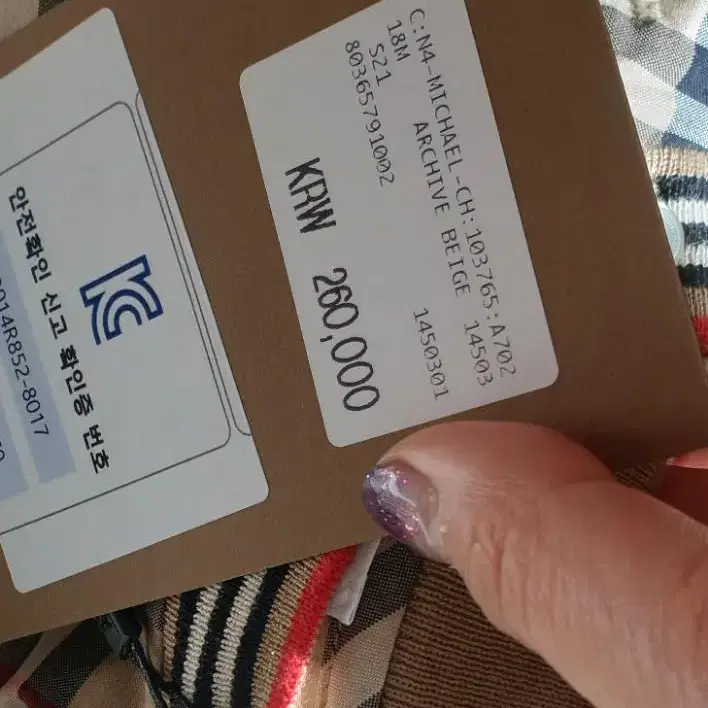 C:N4-MICHAEL-CH:103765:A702
18M ARCHIVE BEIGE 14503
S21 1450301
80365791002
KRW 260,000
안전확인 신고 확인증 번호
014R852-8017